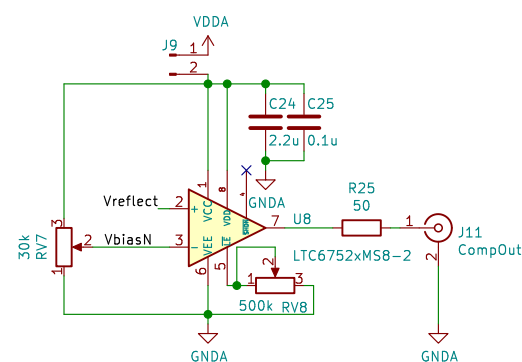 VDDA
J9
1
2
C24
C25
2.2u
0.1u
GNDA
1
8
4
VCC
VDD
SHDN
Vreflect
2
+
7
U8
R25
50
1
J11
CompOut
2
3
30k
RV7
2
1
VbiasN
3
-
VEE
LE
6
5
LTC6752xMS8-2
2
1
3
500k
RV8
GNDA
GNDA